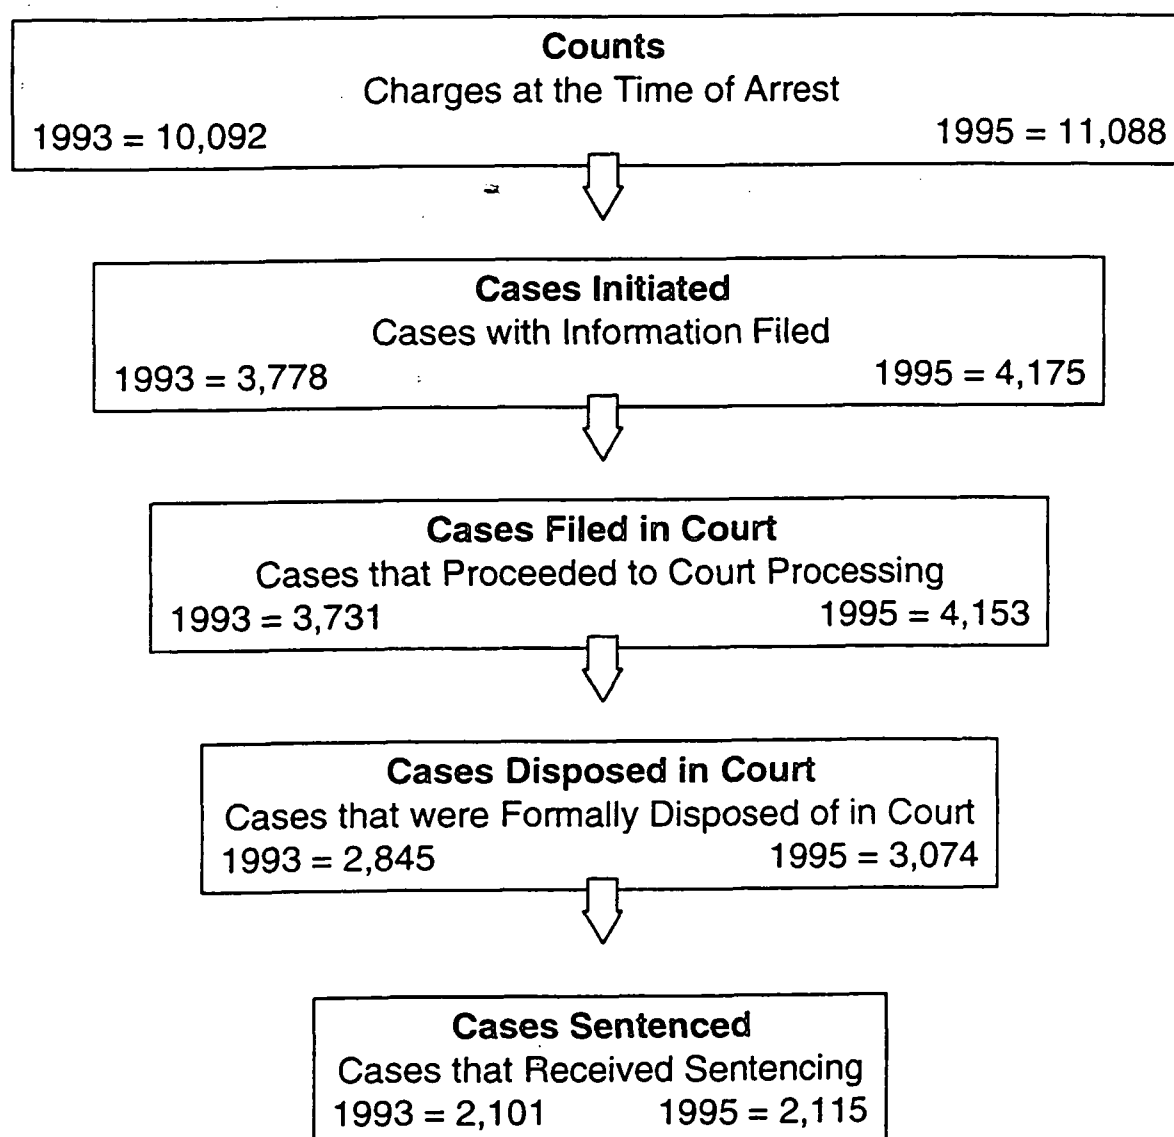 Counts
Charges at the Time of Arrest
1993 = 10,092 1995 = 11,088
Cases Initiated
Cases with Information Filed
1993 = 3,778 1995 = 4,175
Cases Filed in Court
Cases that Proceeded to Court Processing
1993 = 3,731 1995 = 4,153
Cases Disposed in Court
Cases that were Formally Disposed of in Court
1993 = 2,845 1995 = 3,074
Cases Sentenced
Cases that Received Sentencing
1993 = 2,101 1995 = 2,115